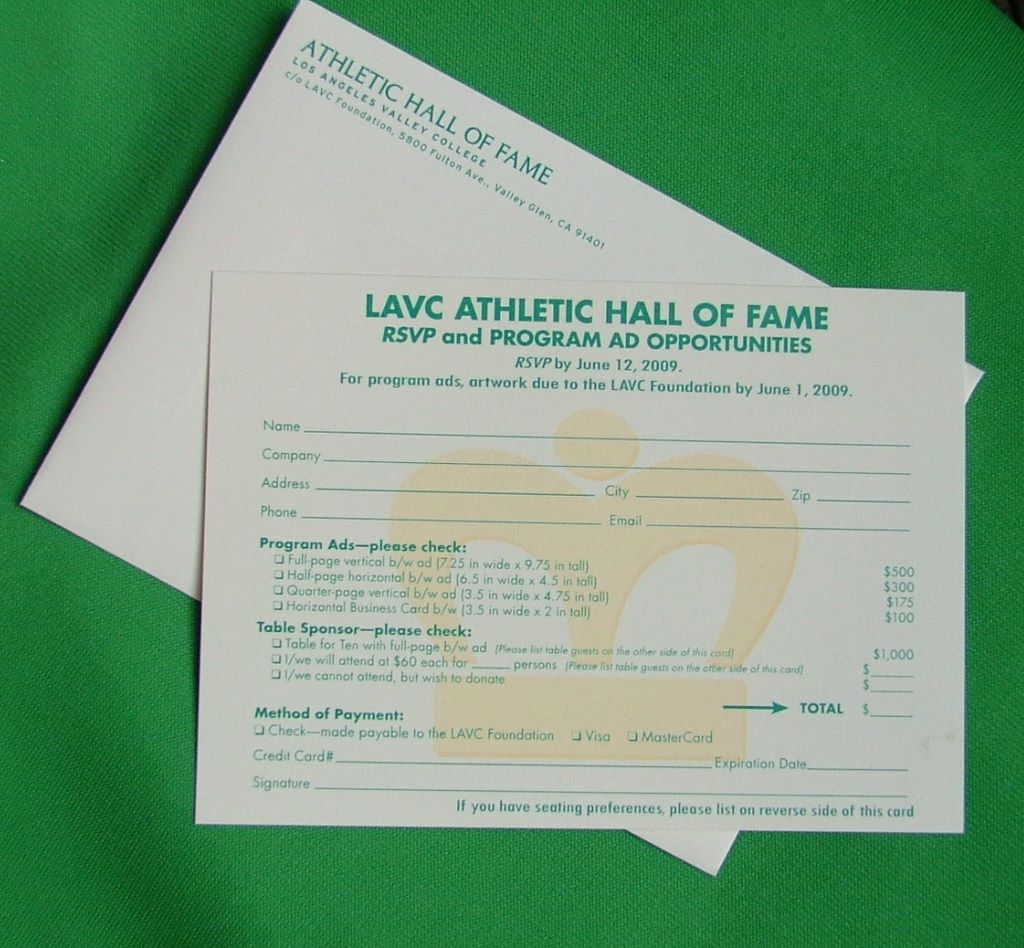 ATHLETIC HALL OF FAME
LOS ANGELES VALLEY COLLEGE
c/o LAVC Foundation, 5800 Fulton Ave., Valley Glen, CA 91401
LAVC ATHLETIC HALL OF FAME
RSVP and PROGRAM AD OPPORTUNITIES
RSVP by June 12, 2009.
For program ads, artwork due to the LAVC Foundation by June 1, 2009.
Name
Company
Address City Zip
Phone Email
Program Ads—please check:
❏ Full-page vertical b/w ad (7.25 in wide x 9.75 in tall) $500
❏ Half-page horizontal b/w ad (6.5 in wide x 4.5 in tall) $300
❏ Quarter-page vertical b/w ad (3.5 in wide x 4.75 in tall) $175
❏ Horizontal Business Card b/w (3.5 in wide x 2 in tall) $100
Table Sponsor—please check:
❏ Table for Ten with full-page b/w ad (Please list table guests on the other side of this card) $1,000
❏ I/we will attend at $60 each for _____ persons (Please list table guests on the other side of this card) $______
❏ I/we cannot attend, but wish to donate $______
TOTAL $______
Method of Payment:
❏ Check—made payable to the LAVC Foundation ❏ Visa ❏ MasterCard
Credit Card# Expiration Date
Signature
If you have seating preferences, please list on reverse side of this card